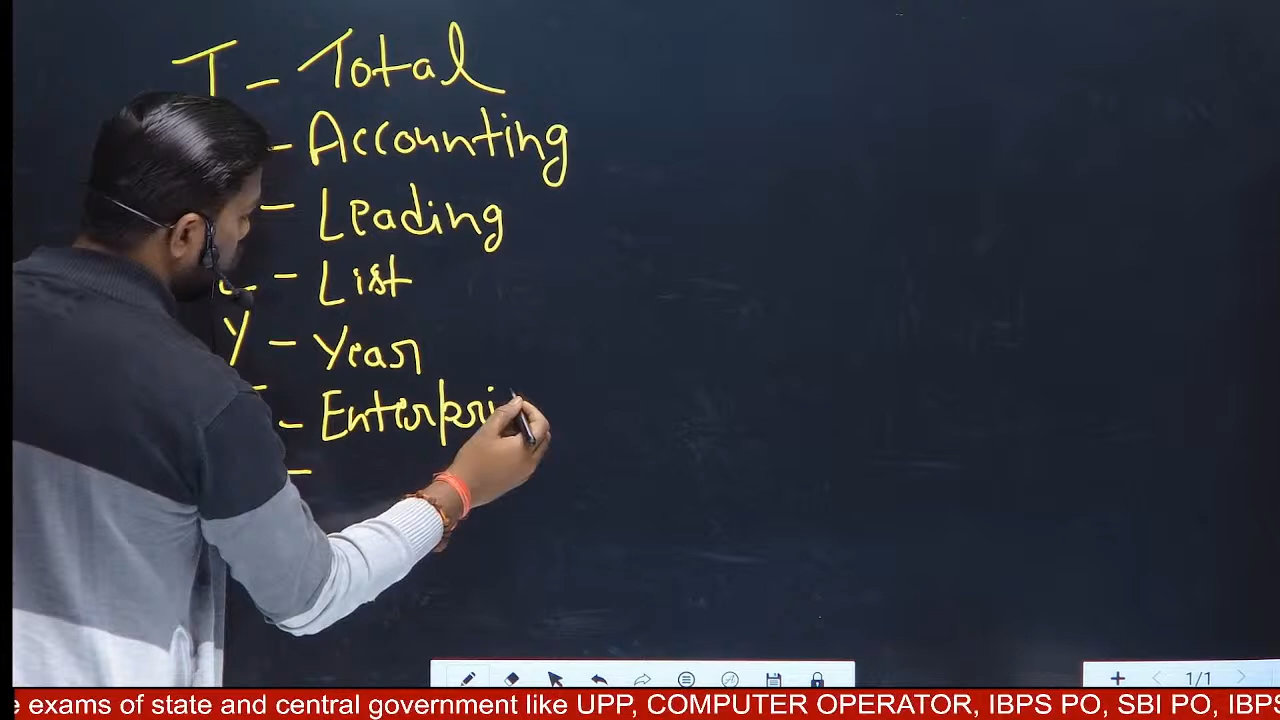 T - Total
- Accounting
- Leading
- List
Y - Year
- Enterpri
-
1/1
exams of state and central government like UPP, COMPUTER OPERATOR, IBPS PO, SBI PO, IBPS